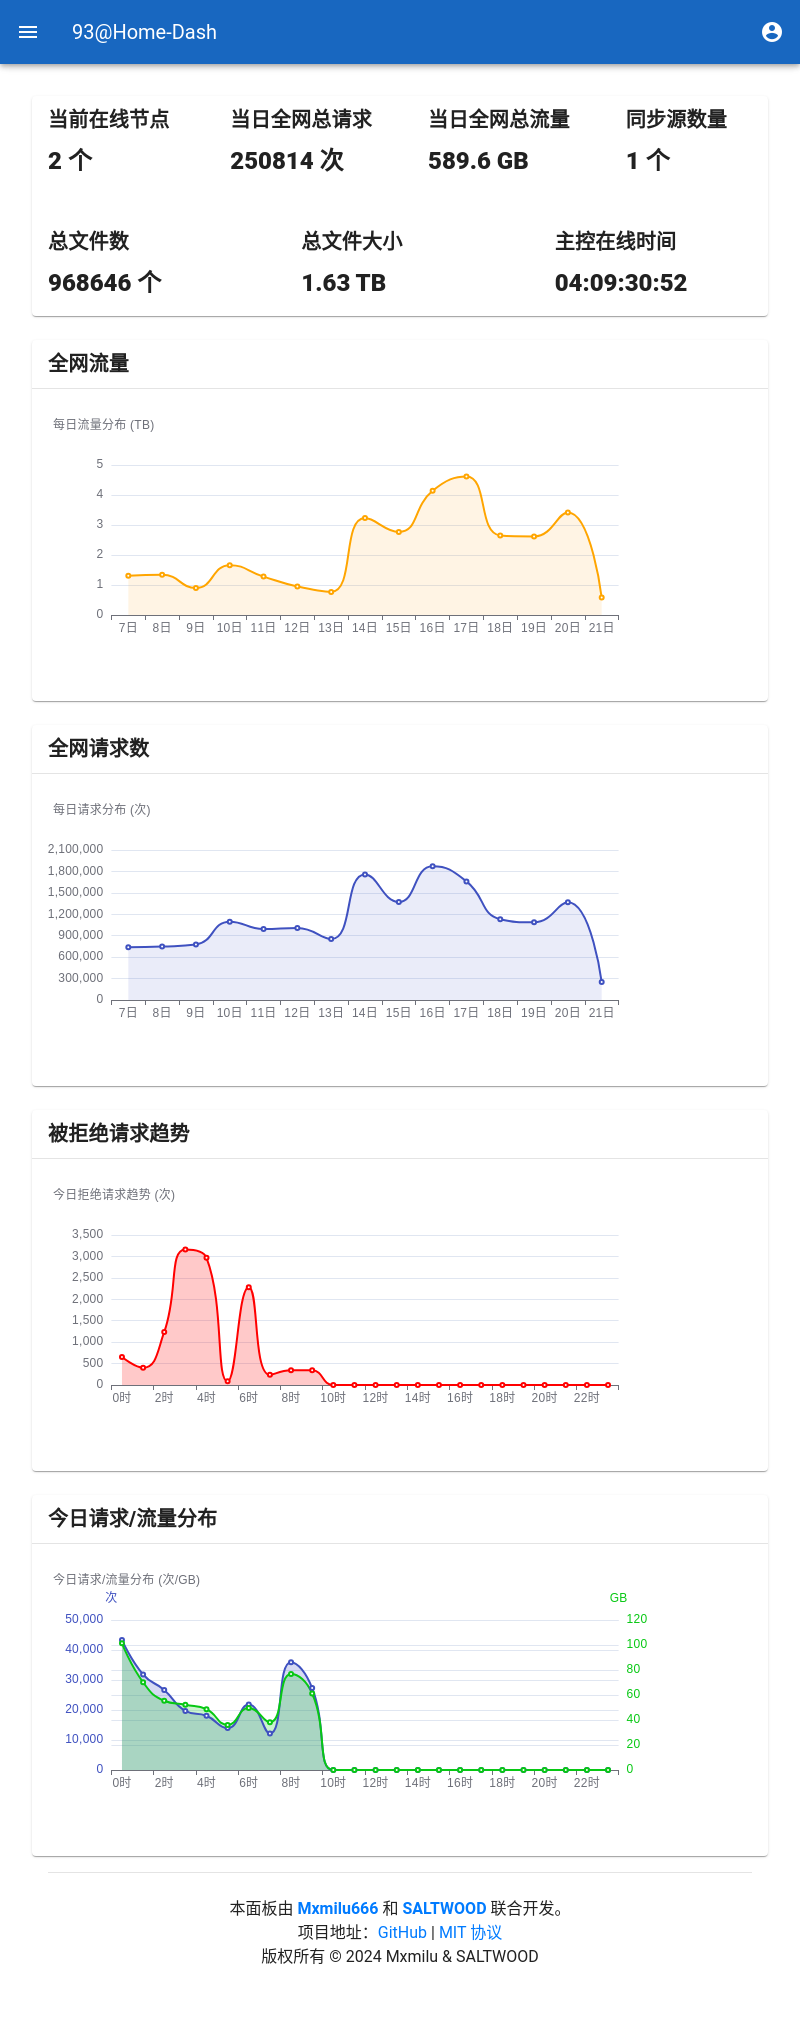 93@Home-Dash
当前在线节点 当日全网总请求 当日全网总流量 同步源数量
2 个 250814 次 589.6 GB 1 个
总文件数 总文件大小 主控在线时间
968646 个 1.63 TB 04:09:30:52
全网流量
每日流量分布 (TB)
5
4
3
2
1
0
7日 8日 9日 10日 11日 12日 13日 14日 15日 16日 17日 18日 19日 20日 21日
全网请求数
每日请求分布 (次)
2,100,000
1,800,000
1,500,000
1,200,000
900,000
600,000
300,000
0
7日 8日 9日 10日 11日 12日 13日 14日 15日 16日 17日 18日 19日 20日 21日
被拒绝请求趋势
今日拒绝请求趋势 (次)
3,500
3,000
2,500
2,000
1,500
1,000
500
0
0时 2时 4时 6时 8时 10时 12时 14时 16时 18时 20时 22时
今日请求/流量分布
今日请求/流量分布 (次/GB)
次 GB
50,000 120
40,000 100
30,000 80
20,000 60
10,000 40
0 20
0
0时 2时 4时 6时 8时 10时 12时 14时 16时 18时 20时 22时
本面板由 Mxmilu666 和 SALTWOOD 联合开发。
项目地址：GitHub | MIT 协议
版权所有 © 2024 Mxmilu & SALTWOOD